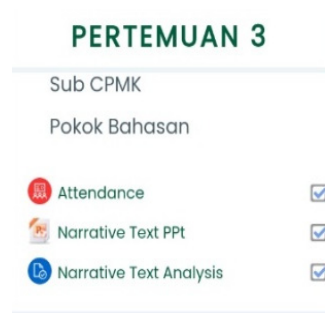 PERTEMUAN 3
Sub CPMK
Pokok Bahasan
Attendance
Narrative Text PPt
Narrative Text Analysis